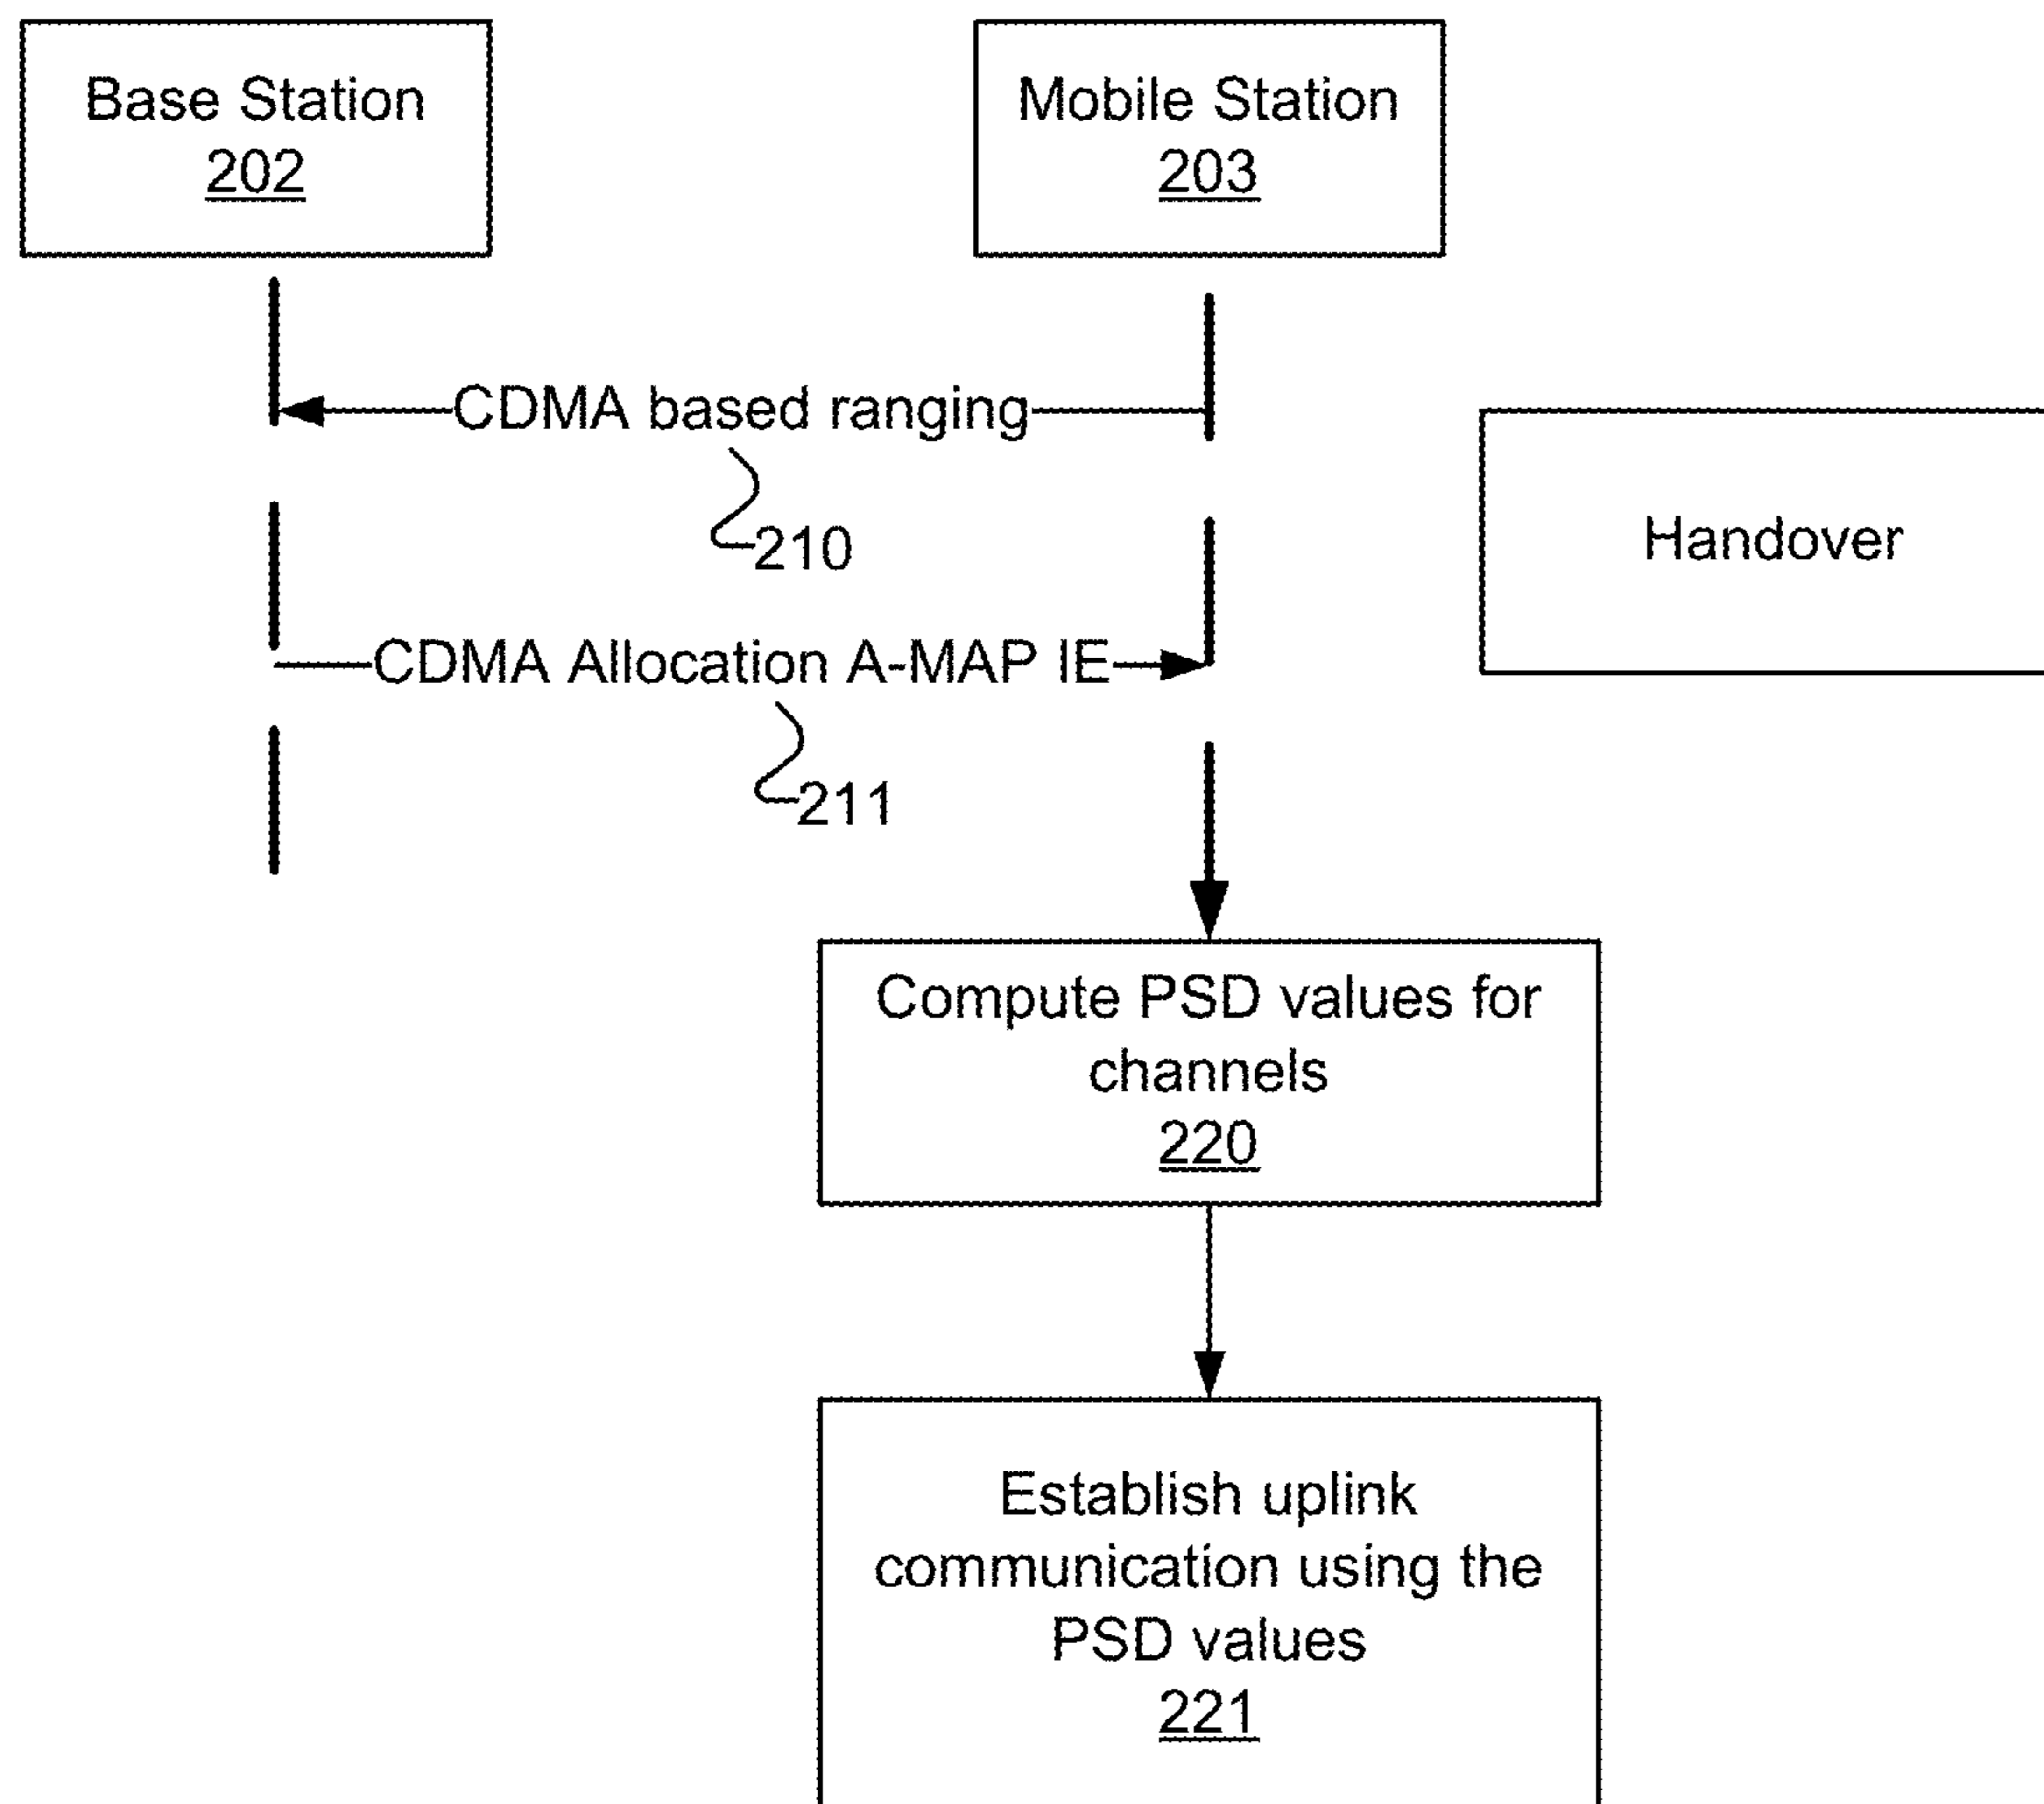 Base Station
202
Mobile Station
203
CDMA based ranging
210
Handover
CDMA Allocation A-MAP IE
211
Compute PSD values for
channels
220
Establish uplink
communication using the
PSD values
221